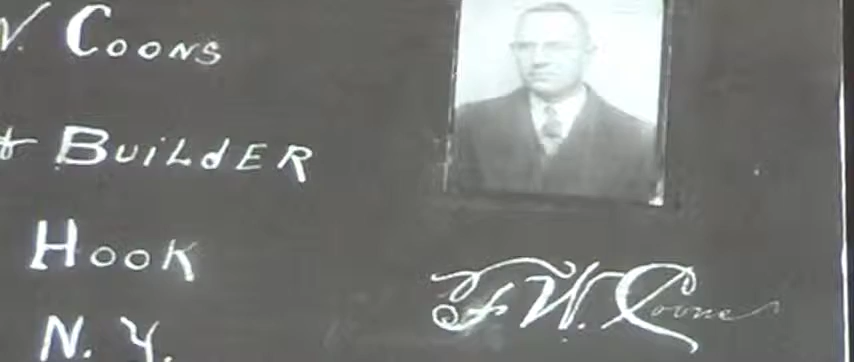 W. Coons
Builder
Hook
N. Y.
F. W. Coons